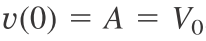 v(0) = A = V₀